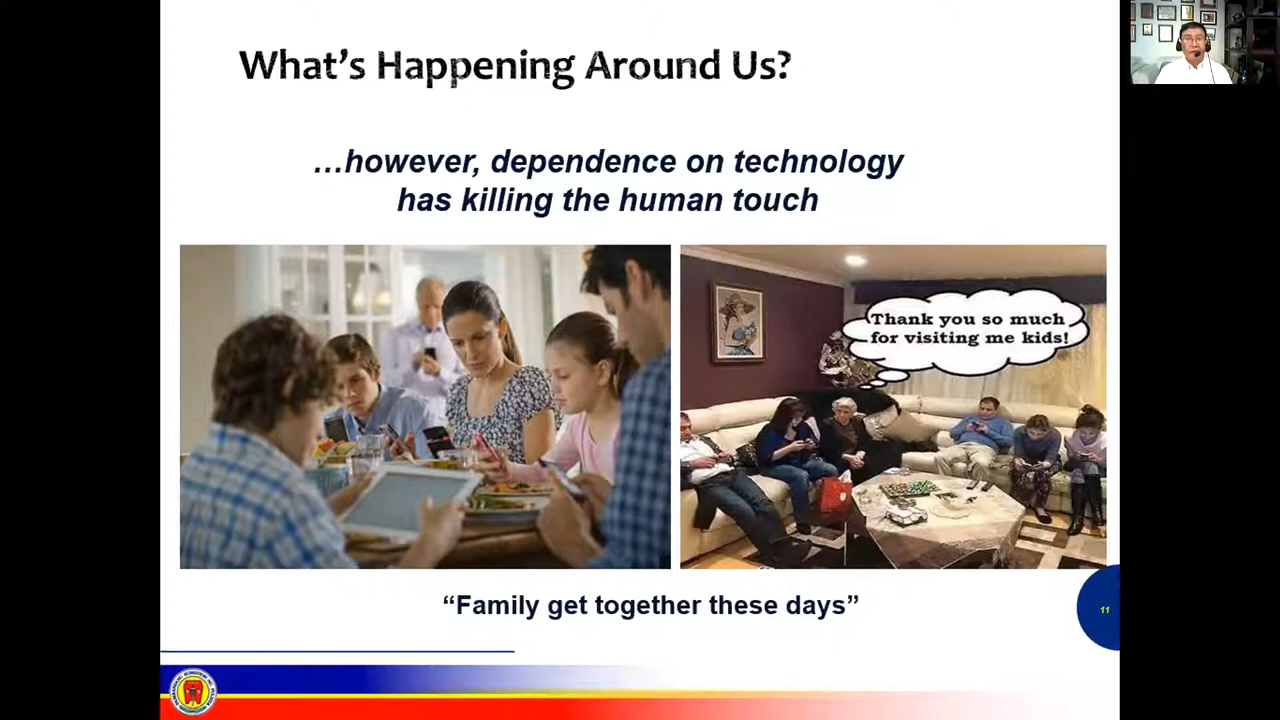 What's Happening Around Us?
...however, dependence on technology
has killing the human touch
Thank you so much
for visiting me kids!
“Family get together these days”
11